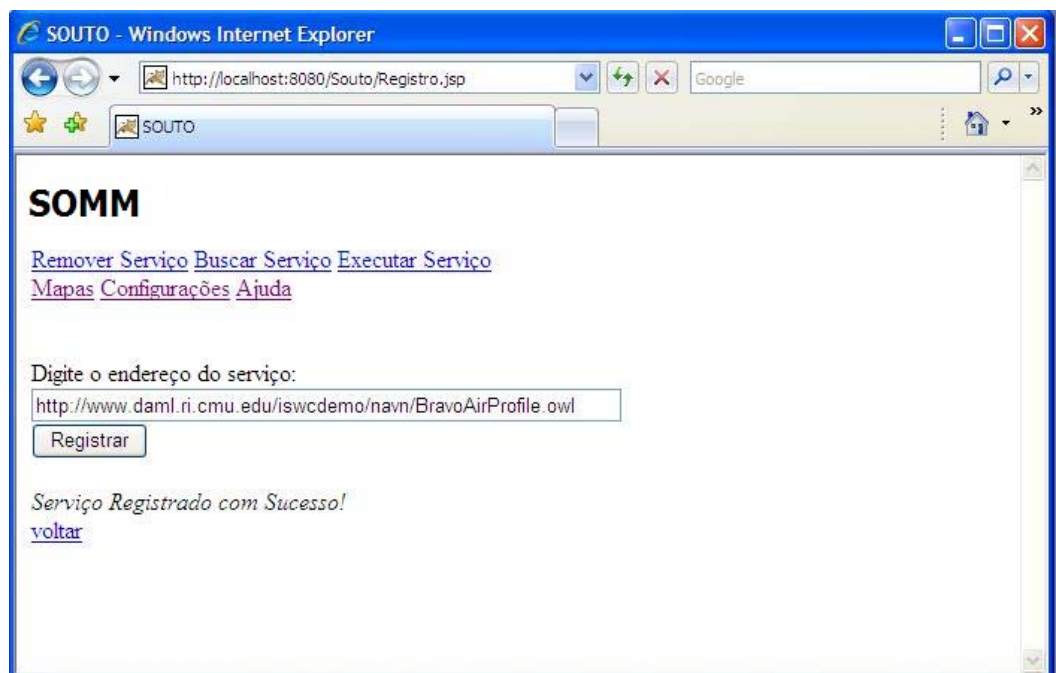 SOUTO - Windows Internet Explorer
http://localhost:8080/Souto/Registro.jsp
Google
SOUTO
SOMM
Remover Serviço Buscar Serviço Executar Serviço
Mapas Configurações Ajuda
Digite o endereço do serviço:
http://www.daml.ri.cmu.edu/iswcdemo/navn/BravoAirProfile.owl
Registrar
Serviço Registrado com Sucesso!
voltar